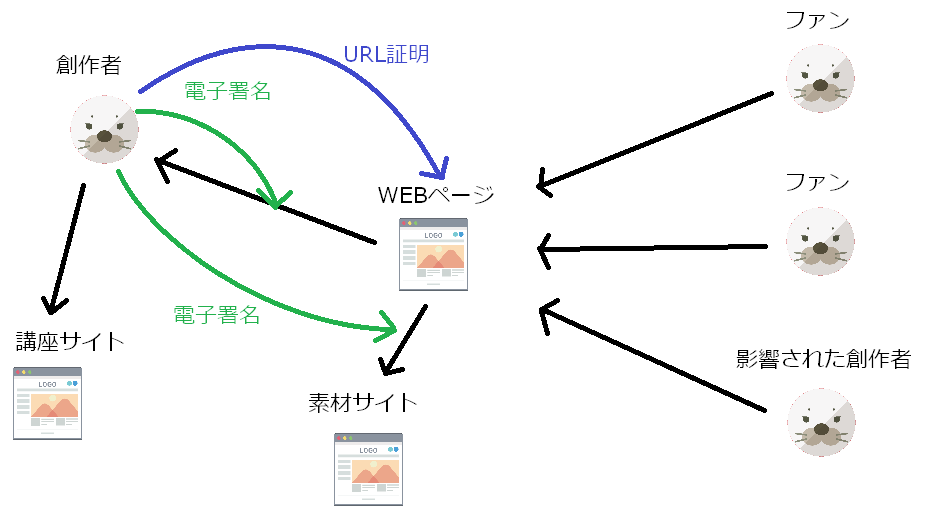 ファン
URL証明
創作者
電子署名
ファン
WEBページ
LOGO
電子署名
講座サイト
影響された創作者
LOGO
素材サイト
LOGO